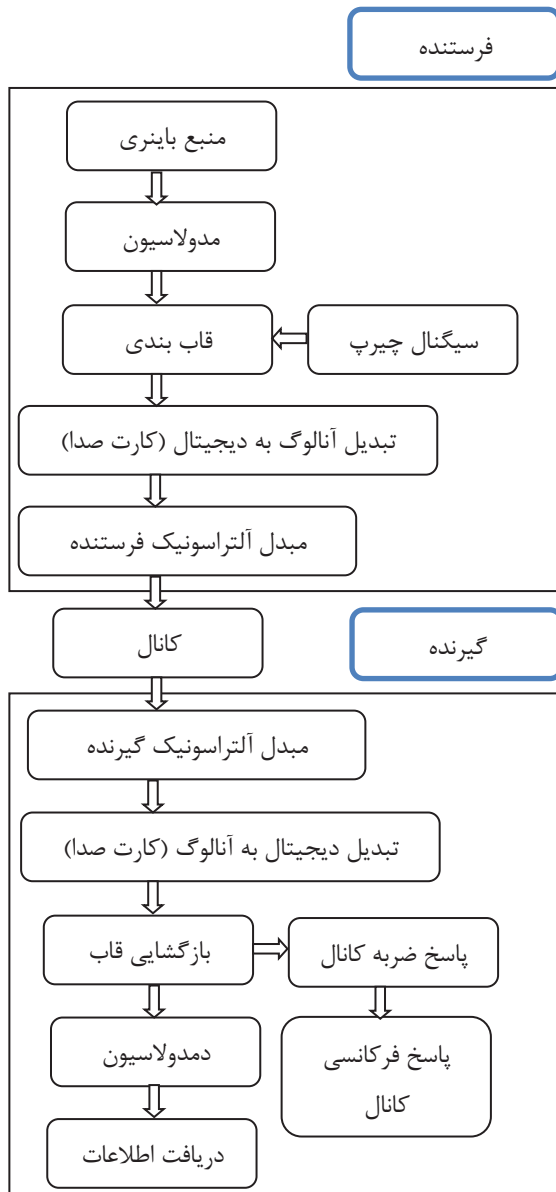 فرستنده
منبع باینری
مدولاسیون
قاب بندی
سیگنال چیرپ
تبدیل آنالوگ به دیجیتال (کارت صدا)
مبدل آلتراسونیک فرستنده
کانال
گیرنده
مبدل آلتراسونیک گیرنده
تبدیل دیجیتال به آنالوگ (کارت صدا)
بازگشایی قاب
پاسخ ضربه کانال
دمدولاسیون
پاسخ فرکانسی
کانال
دریافت اطلاعات